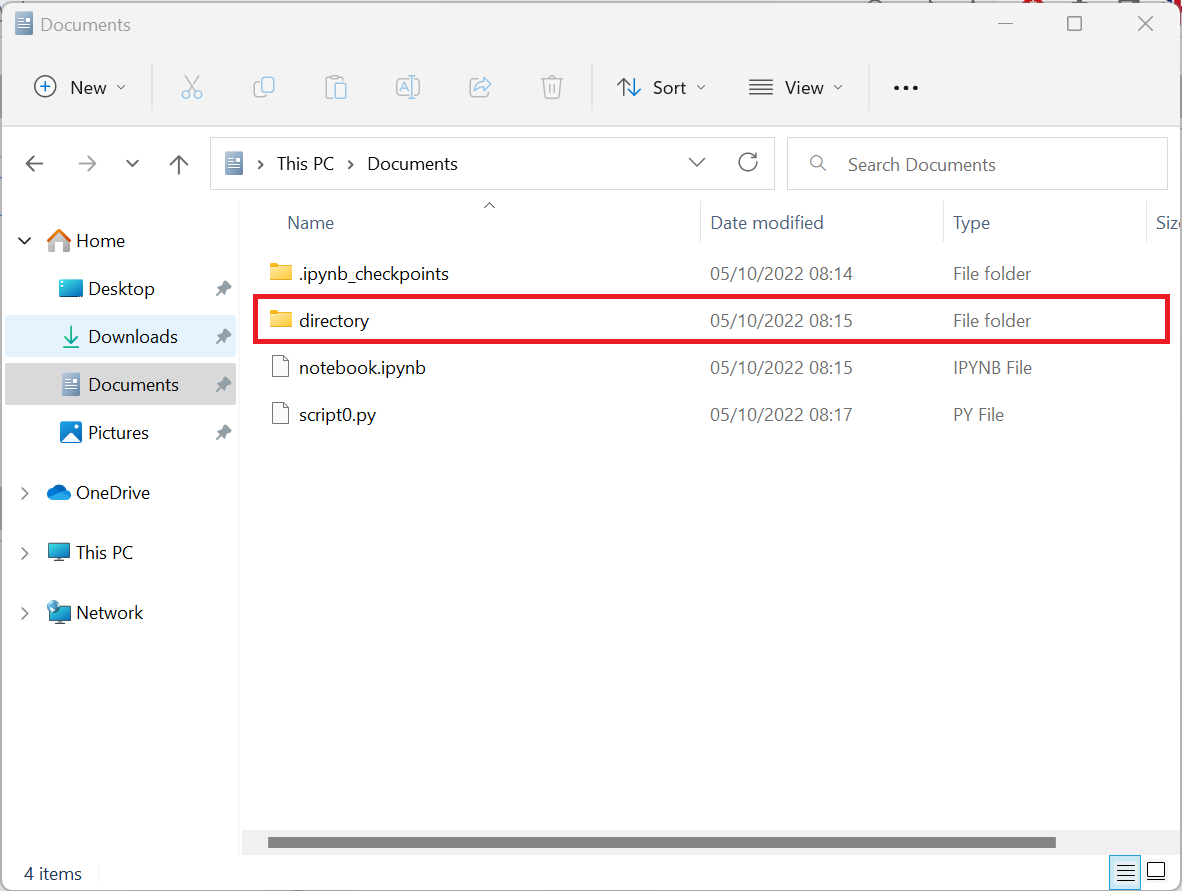 Documents
New Sort View
This PC Documents Search Documents
Name Date modified Type
Home
.ipynb_checkpoints 05/10/2022 08:14 File folder
Desktop
directory 05/10/2022 08:15 File folder
Downloads
notebook.ipynb 05/10/2022 08:15 IPYNB File
Documents
script0.py 05/10/2022 08:17 PY File
Pictures
OneDrive
This PC
Network
4 items